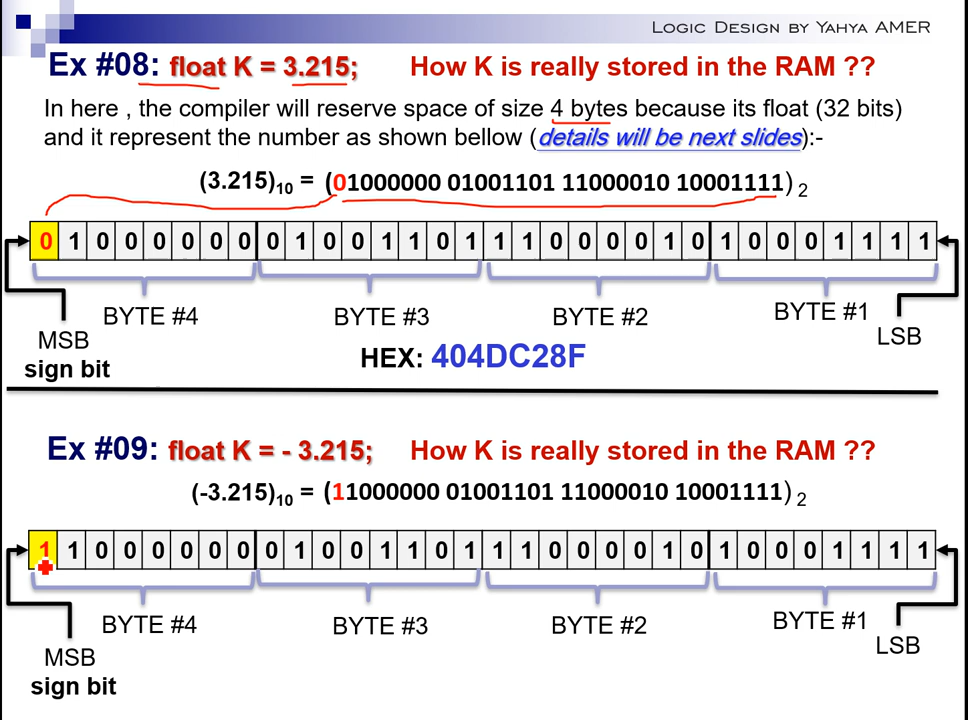 LOGIC DESIGN BY YAHYA AMER
Ex #08: float K = 3.215; How K is really stored in the RAM ??
In here , the compiler will reserve space of size 4 bytes because its float (32 bits)
and it represent the number as shown bellow (details will be next slides):-
(3.215)10 = (01000000 01001101 11000010 10001111) 2
0 1 0 0 0 0 0 0 0 1 0 0 1 1 0 1 1 1 0 0 0 0 1 0 1 0 0 0 1 1 1 1
BYTE #4 BYTE #3 BYTE #2 BYTE #1
MSB LSB
sign bit
HEX: 404DC28F
Ex #09: float K = - 3.215; How K is really stored in the RAM ??
(-3.215)10 = (11000000 01001101 11000010 10001111) 2
1 1 0 0 0 0 0 0 0 1 0 0 1 1 0 1 1 1 0 0 0 0 1 0 1 0 0 0 1 1 1 1
BYTE #4 BYTE #3 BYTE #2 BYTE #1
MSB LSB
sign bit